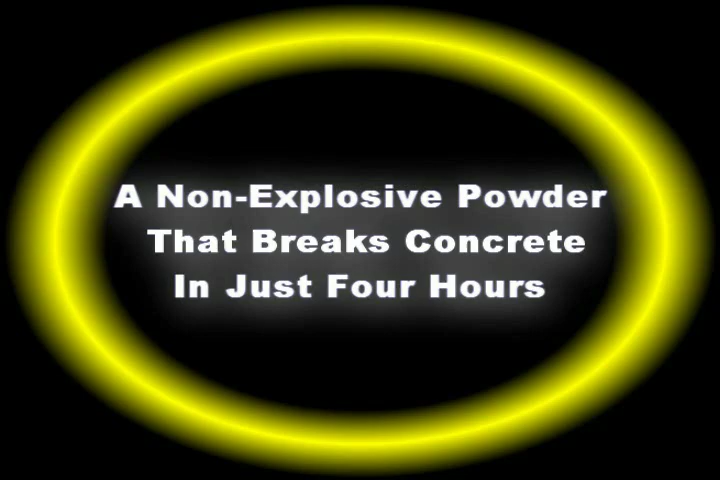 A Non-Explosive Powder
That Breaks Concrete
In Just Four Hours